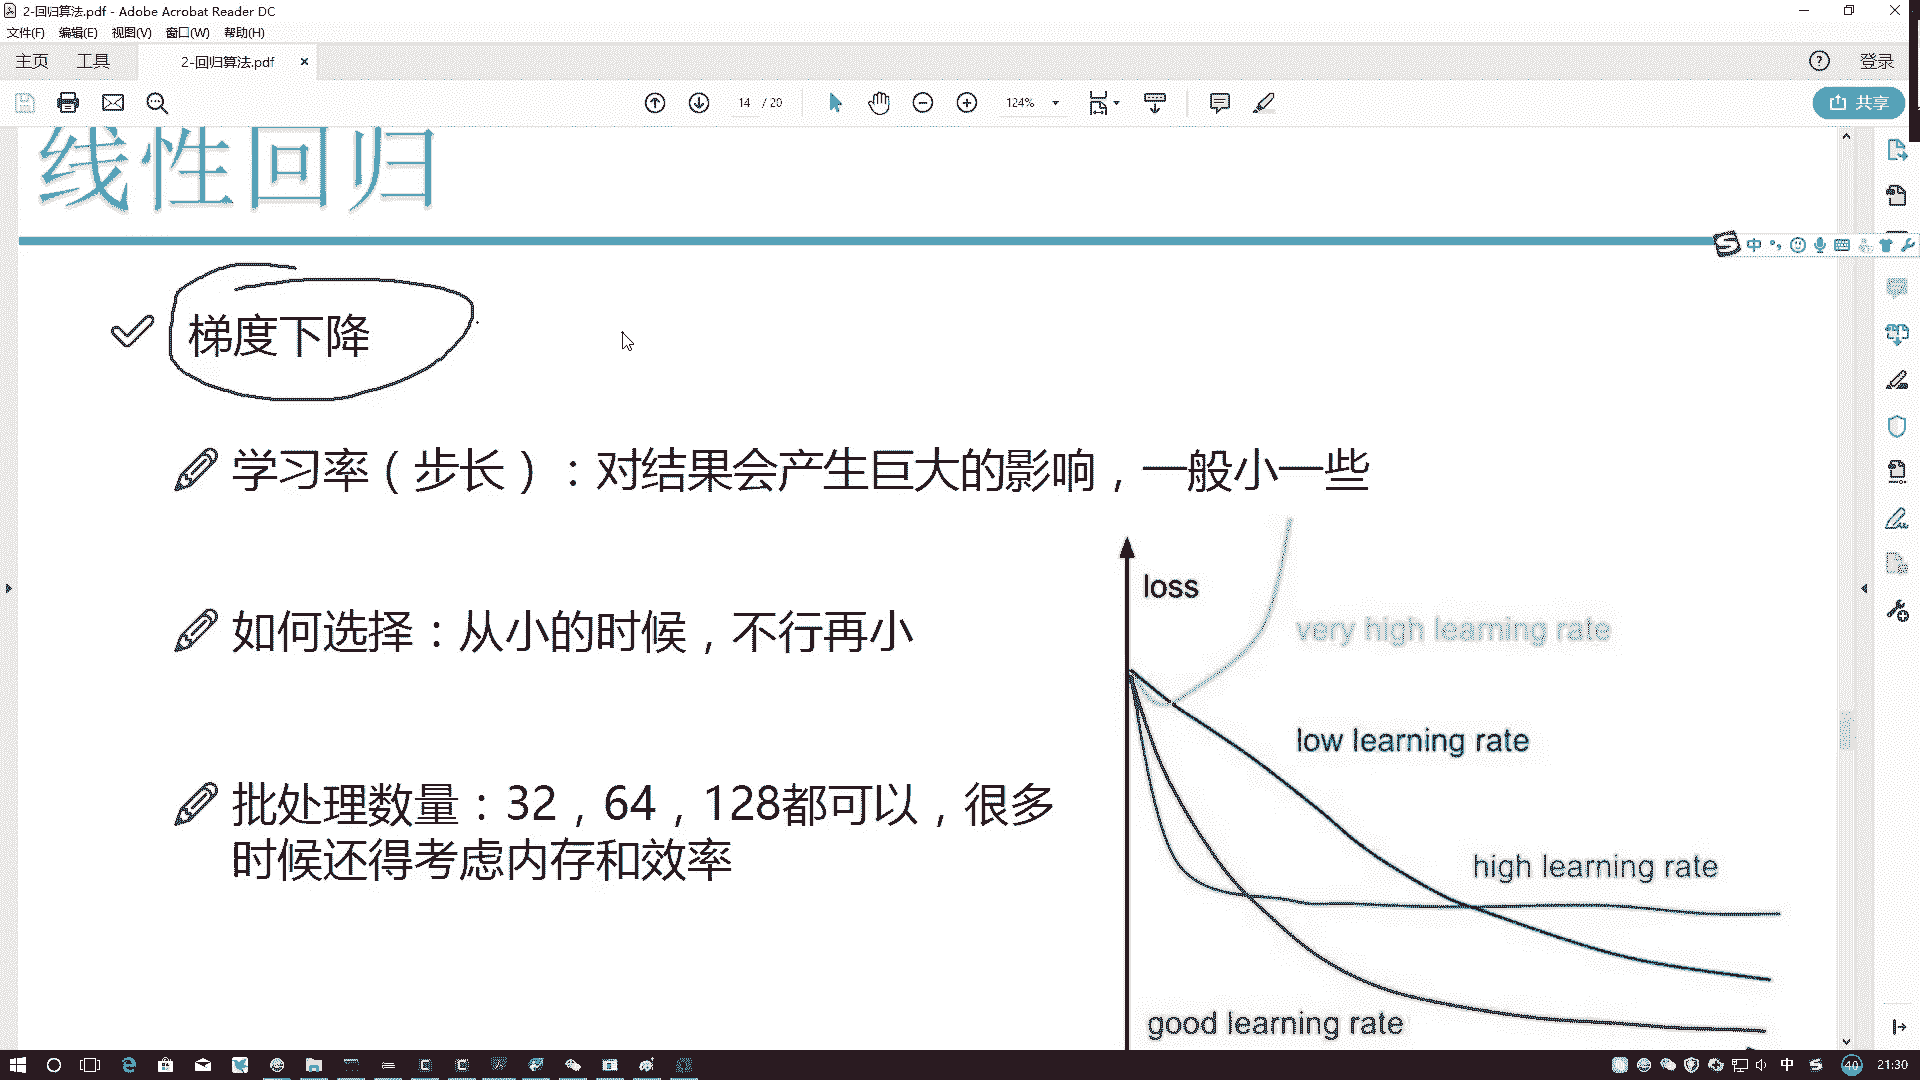 2-回归算法.pdf - Adobe Acrobat Reader DC
文件(F) 编辑(E) 视图(V) 窗口(W) 帮助(H)
主页 工具 2-回归算法.pdf × 登录
14 / 20 124% 共享
线性回归
中
梯度下降
学习率（步长）：对结果会产生巨大的影响，一般小一些
如何选择：从小的时候，不行再小
批处理数量：32，64，128都可以，很多
时候还得考虑内存和效率
loss
very high learning rate
low learning rate
high learning rate
good learning rate
中 40 21:30